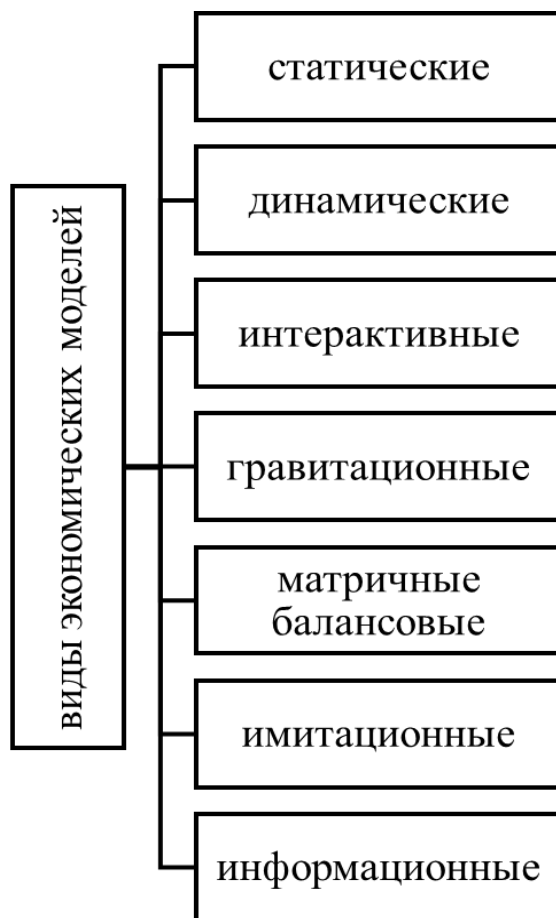 виды экономических моделей
статические
динамические
интерактивные
гравитационные
матричные
балансовые
имитационные
информационные